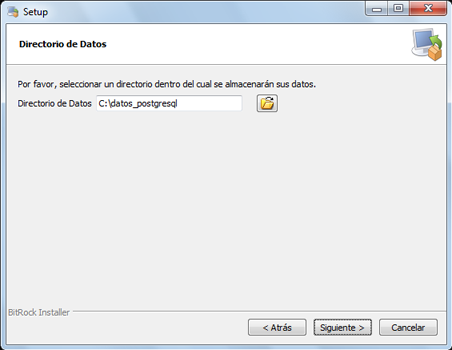 Setup
Directorio de Datos
Por favor, seleccionar un directorio dentro del cual se almacenarán sus datos.
Directorio de Datos C:\datos_postgresql
BitRock Installer
< Atrás Siguiente > Cancelar